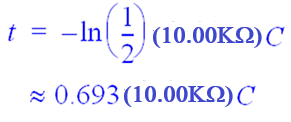 t = −ln(1/2) (10.00KΩ) C
≈ 0.693 (10.00KΩ) C